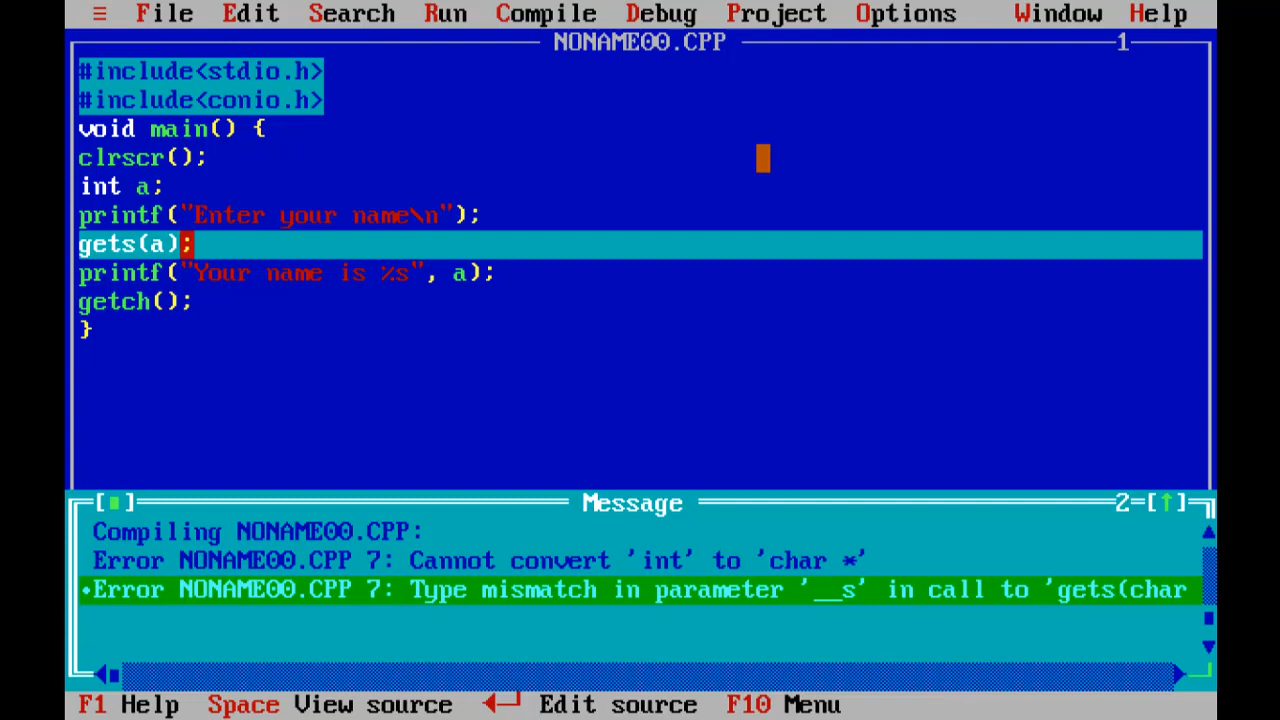 ≡ File Edit Search Run Compile Debug Project Options Window Help
NONAME00.CPP 1
#include<stdio.h>
#include<conio.h>
void main() {
clrscr();
int a;
printf("Enter your name\n");
gets(a);
printf("Your name is %s", a);
getch();
}
Message 2=[↑]
Compiling NONAME00.CPP:
Error NONAME00.CPP 7: Cannot convert 'int' to 'char *'
•Error NONAME00.CPP 7: Type mismatch in parameter '__s' in call to 'gets(char
F1 Help Space View source ◄┘ Edit source F10 Menu